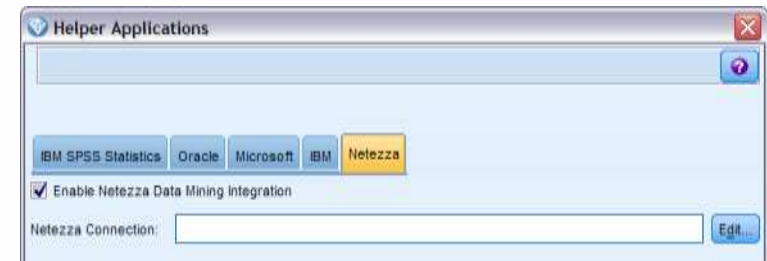 Helper Applications
?
IBM SPSS Statistics Oracle Microsoft IBM Netezza
Enable Netezza Data Mining Integration
Netezza Connection: Edit...